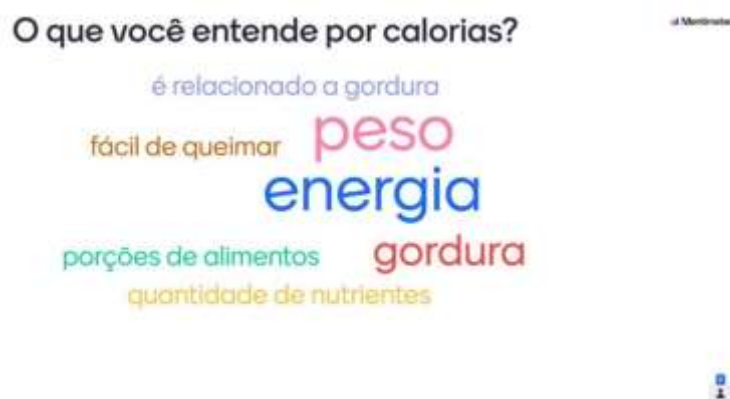 O que você entende por calorias?
Mentimeter
é relacionado a gordura
peso
fácil de queimar
energia
porções de alimentos
gordura
quantidade de nutrientes